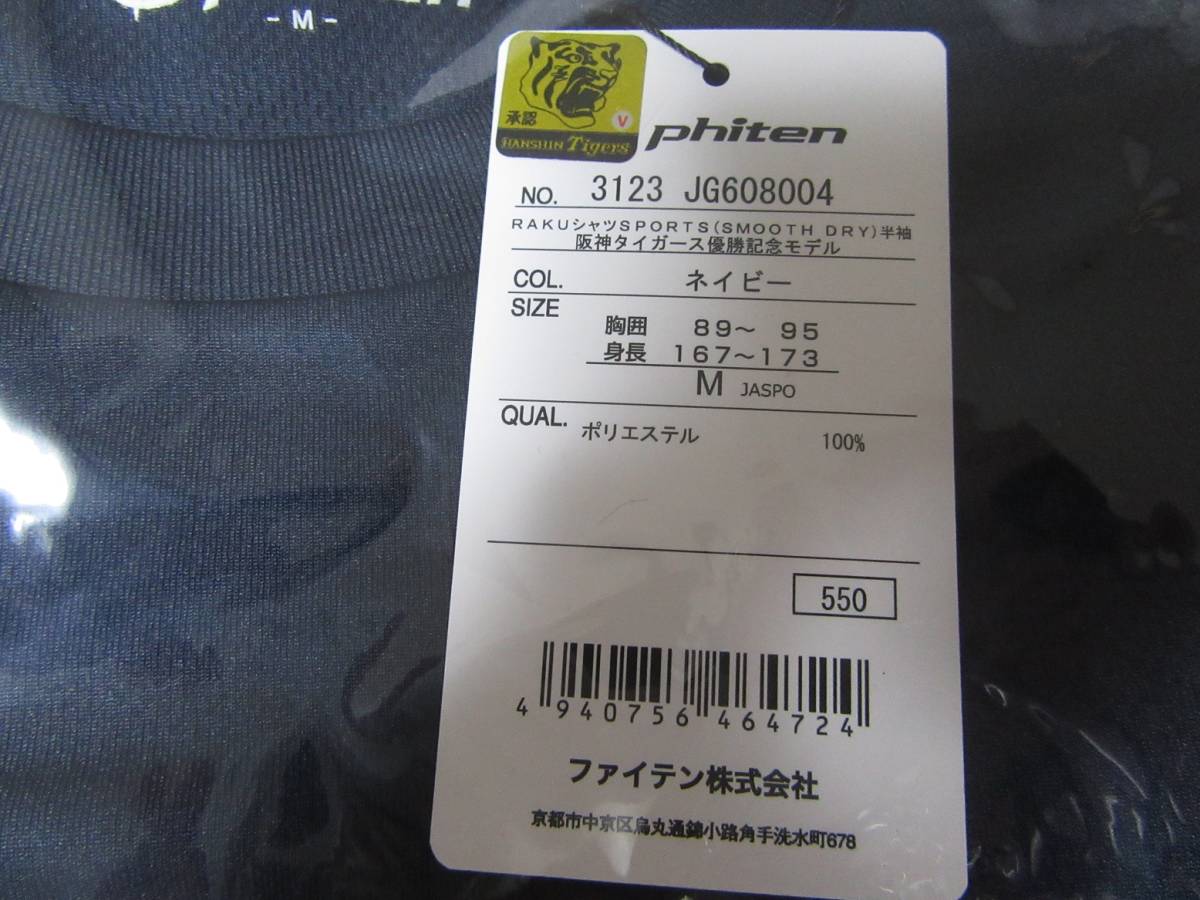 - M -
承認
V
HANSHIN Tigers
phiten
NO. 3123 JG608004
RAKUシャツSPORTS(SMOOTH DRY)半袖
阪神タイガース優勝記念モデル
COL. ネイビー
SIZE
胸囲 89～ 95
身長 167～173
M JASPO
QUAL. ポリエステル 100%
550
4 940756 464724
ファイテン株式会社
京都市中京区烏丸通錦小路角手洗水町678